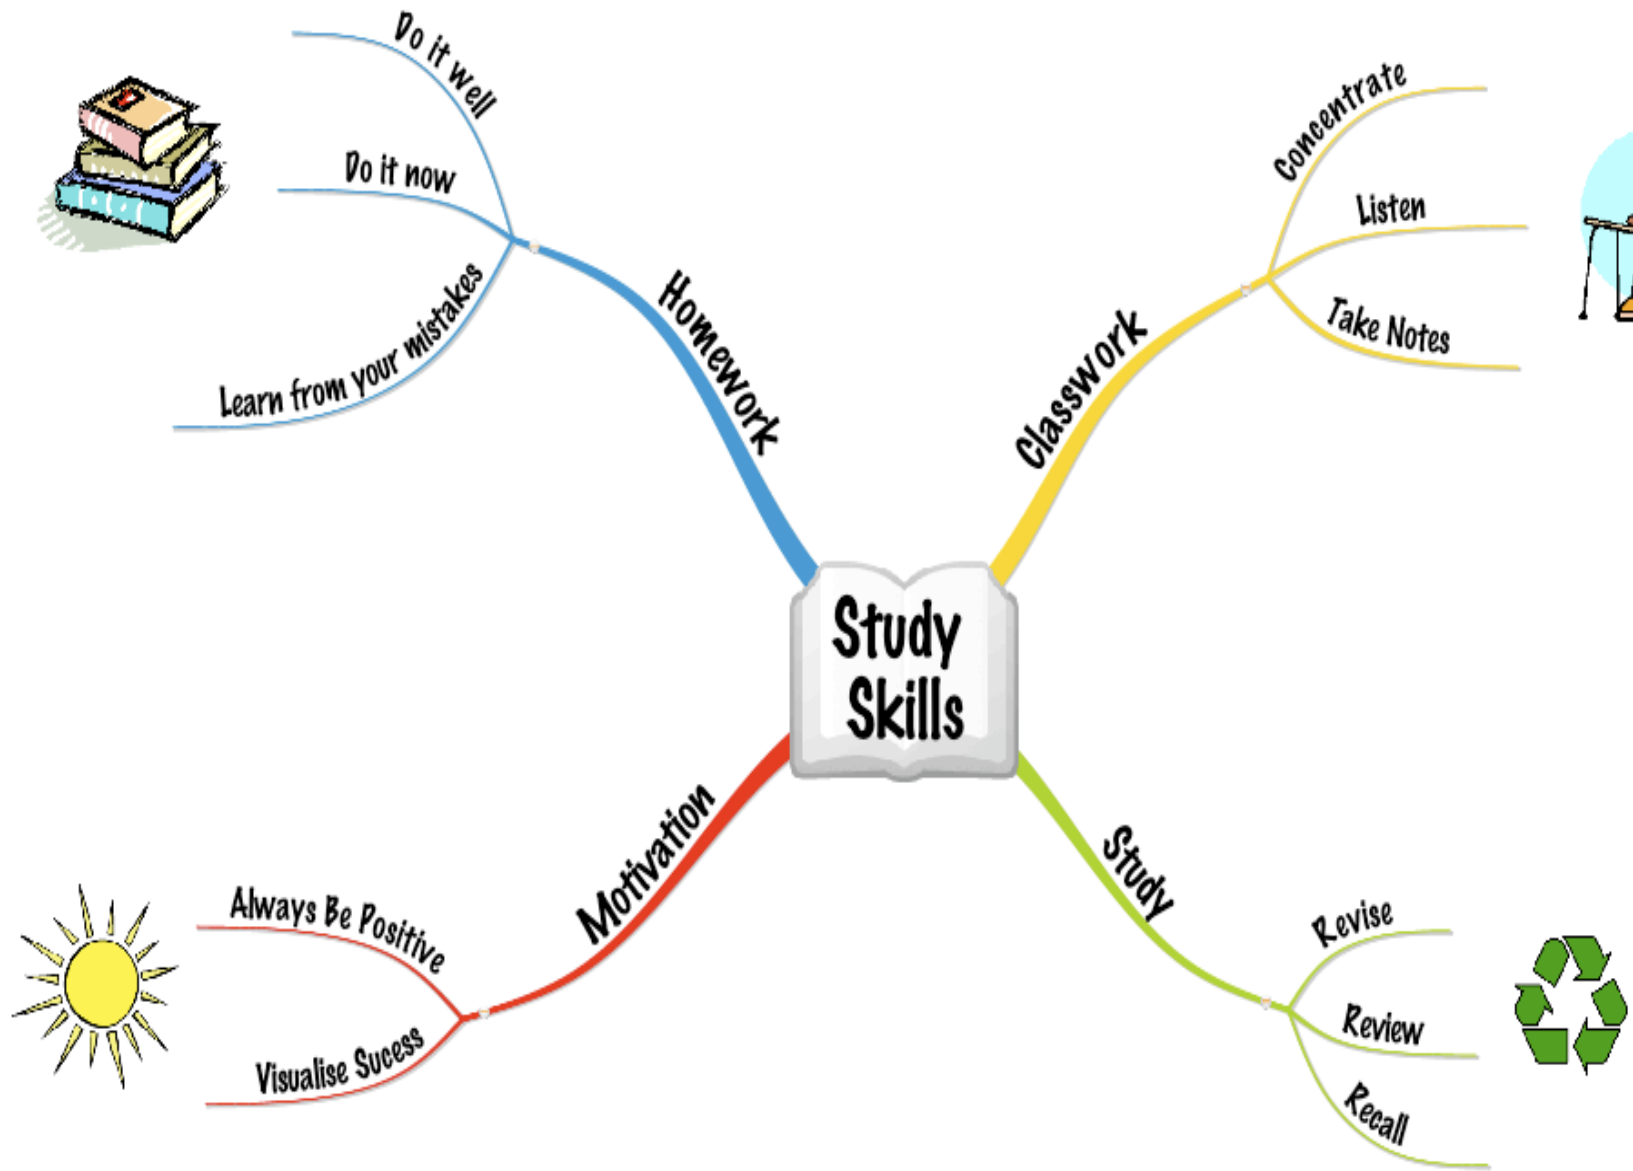 Study
Skills
Homework
Do it well
Do it now
Learn from your mistakes
Classwork
Concentrate
Listen
Take Notes
Motivation
Always Be Positive
Visualise Sucess
Study
Revise
Review
Recall